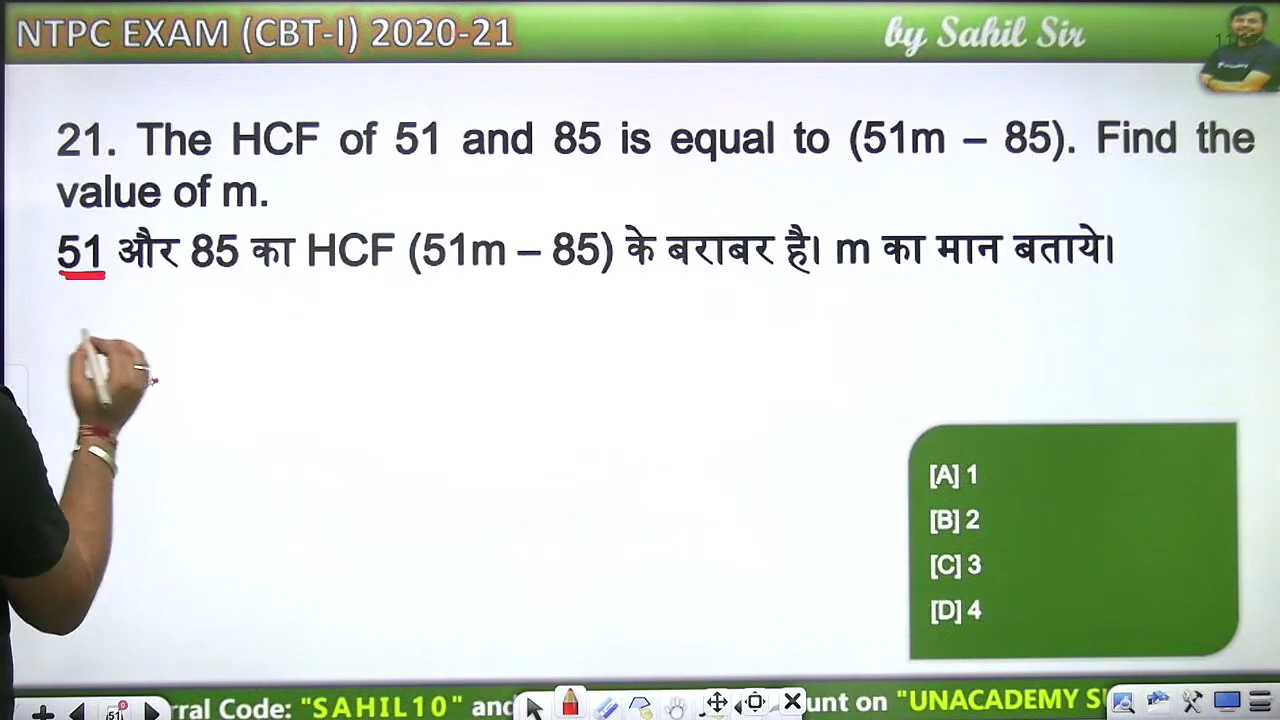 NTPC EXAM (CBT-I) 2020-21
by Sahil Sir
21. The HCF of 51 and 85 is equal to (51m – 85). Find the
value of m.
51 और 85 का HCF (51m – 85) के बराबर है। m का मान बताये।
[A] 1
[B] 2
[C] 3
[D] 4
rral Code: "SAHIL10" and
unt on "UNACADEMY S
51